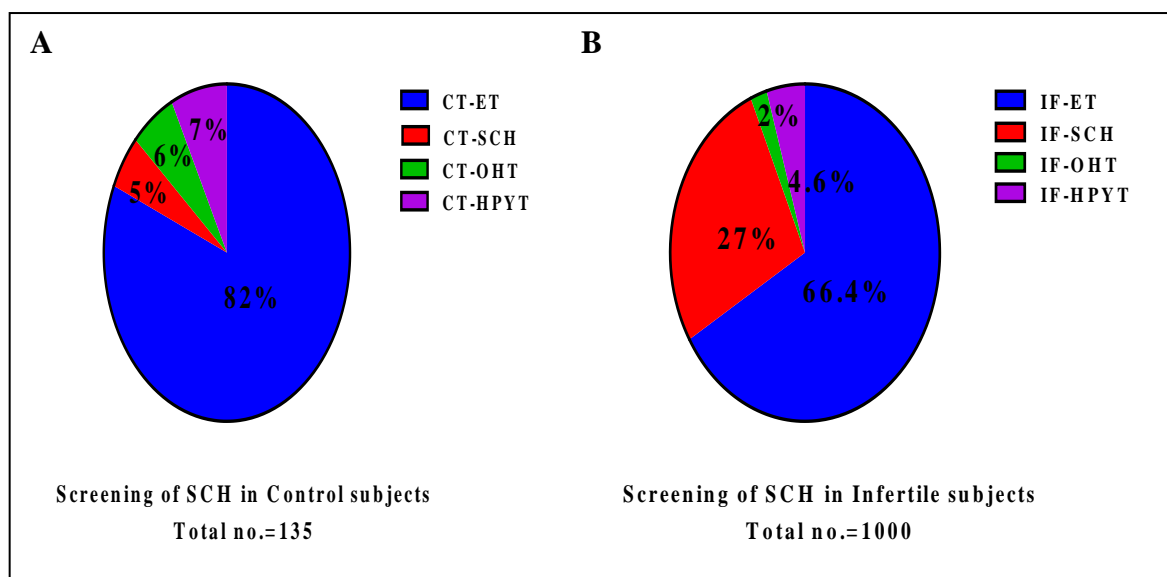 A
CT-ET
CT-SCH
CT-OHT
CT-HPYT
7%
6%
5%
82%
Screening of SCH in Control subjects
Total no.=135
B
IF-ET
IF-SCH
IF-OHT
IF-HPYT
2%
4.6%
27%
66.4%
Screening of SCH in Infertile subjects
Total no.=1000